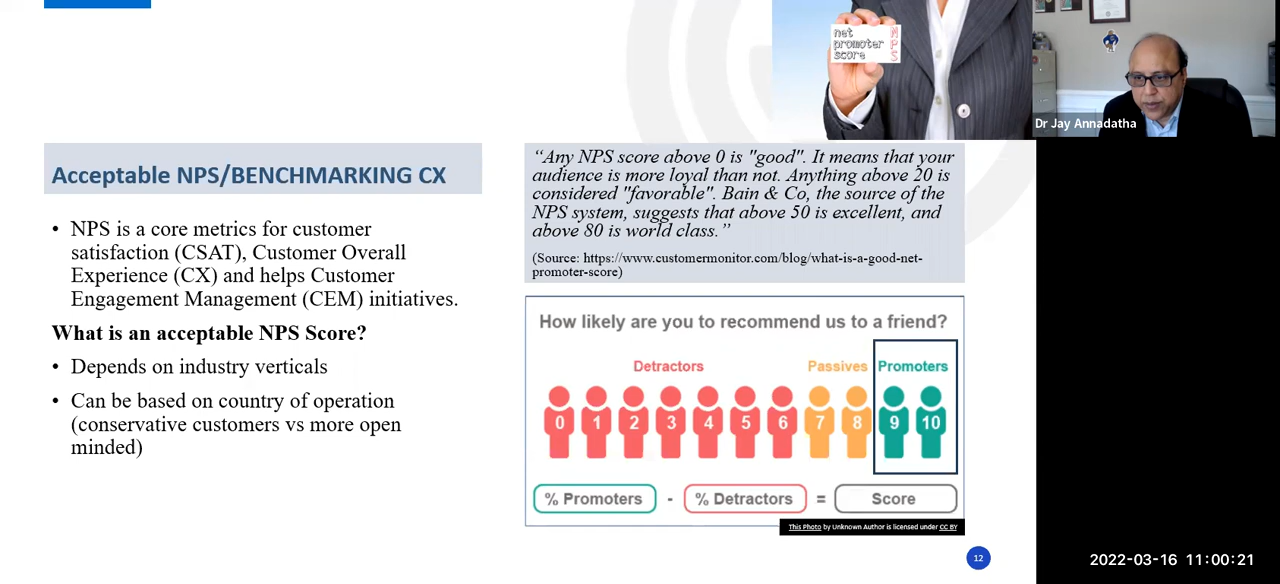 net
promoter
score
NPS
Dr Jay Annadatha
Acceptable NPS/BENCHMARKING CX
• NPS is a core metrics for customer
satisfaction (CSAT), Customer Overall
Experience (CX) and helps Customer
Engagement Management (CEM) initiatives.
What is an acceptable NPS Score?
• Depends on industry verticals
• Can be based on country of operation
(conservative customers vs more open
minded)
“Any NPS score above 0 is "good". It means that your
audience is more loyal than not. Anything above 20 is
considered "favorable". Bain & Co, the source of the
NPS system, suggests that above 50 is excellent, and
above 80 is world class.”
(Source: https://www.customermonitor.com/blog/what-is-a-good-net-
promoter-score)
How likely are you to recommend us to a friend?
Detractors Passives Promoters
0 1 2 3 4 5 6 7 8 9 10
% Promoters - % Detractors = Score
This Photo by Unknown Author is licensed under CC BY
12
2022-03-16 11:00:21